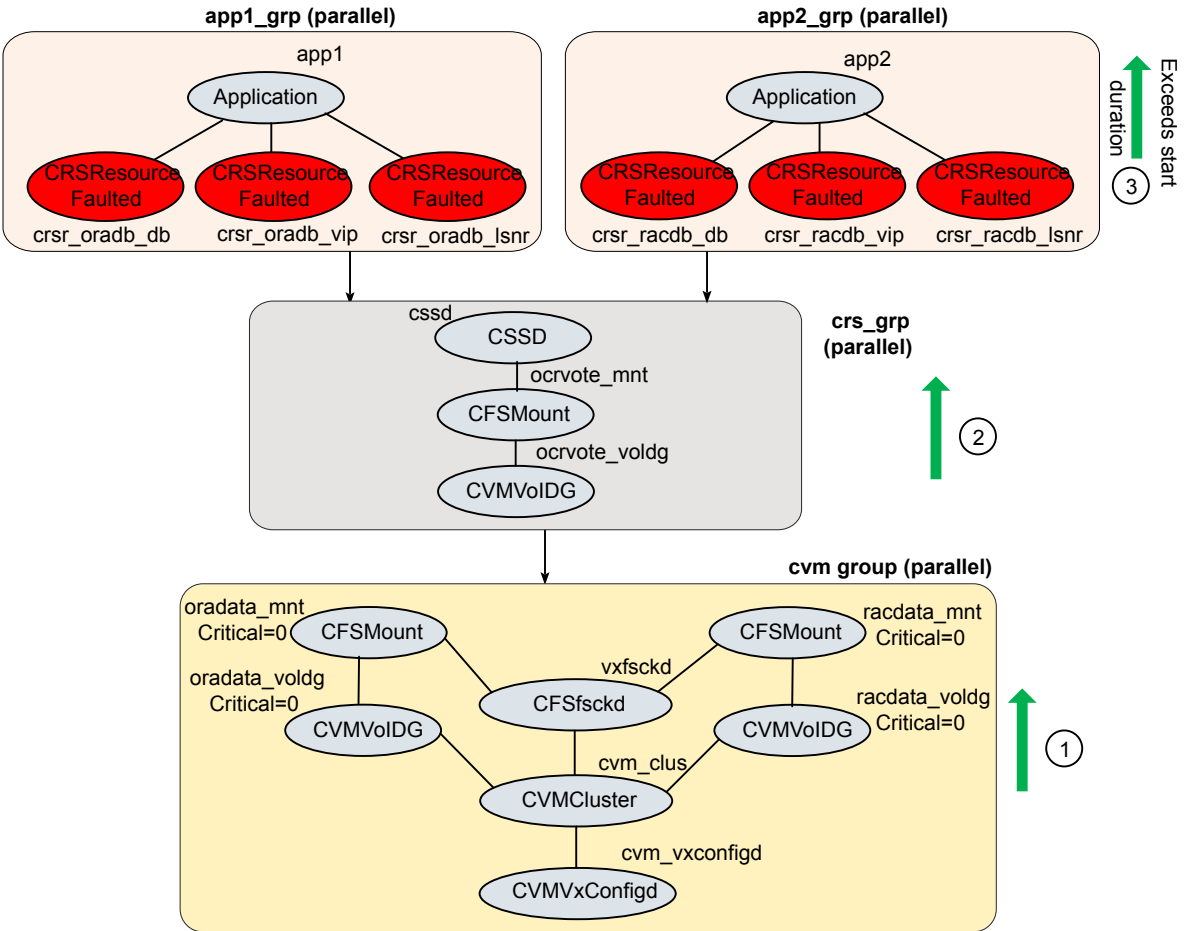 app1_grp (parallel)
app2_grp (parallel)
app1
Application
CRSResource
Faulted
CRSResource
Faulted
CRSResource
Faulted
crsr_oradb_db
crsr_oradb_vip
crsr_oradb_lsnr
app2
Application
CRSResource
Faulted
CRSResource
Faulted
CRSResource
Faulted
crsr_racdb_db
crsr_racdb_vip
crsr_racdb_lsnr
Exceeds start
duration
3
cssd
CSSD
ocrvote_mnt
CFSMount
ocrvote_voldg
CVMVolDG
crs_grp
(parallel)
2
cvm group (parallel)
oradata_mnt
Critical=0
CFSMount
oradata_voldg
Critical=0
CVMVolDG
vxfsckd
CFSfsckd
CFSMount
racdata_mnt
Critical=0
racdata_voldg
Critical=0
CVMVolDG
cvm_clus
CVMCluster
cvm_vxconfigd
CVMVxConfigd
1